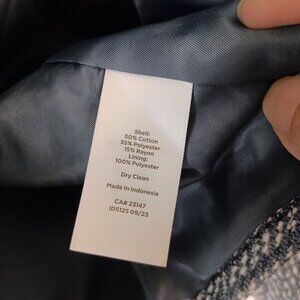 Shell:
50% Cotton
35% Polyester
15% Rayon
Lining:
100% Polyester
Dry Clean
Made in Indonesia
CA# 23147
ID5125 09/23